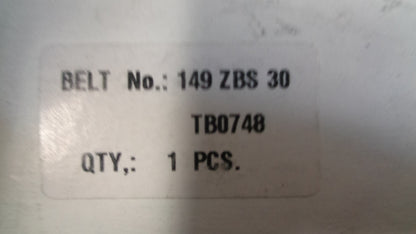 BELT No.: 149 ZBS 30
TB0748
QTY,: 1 PCS.